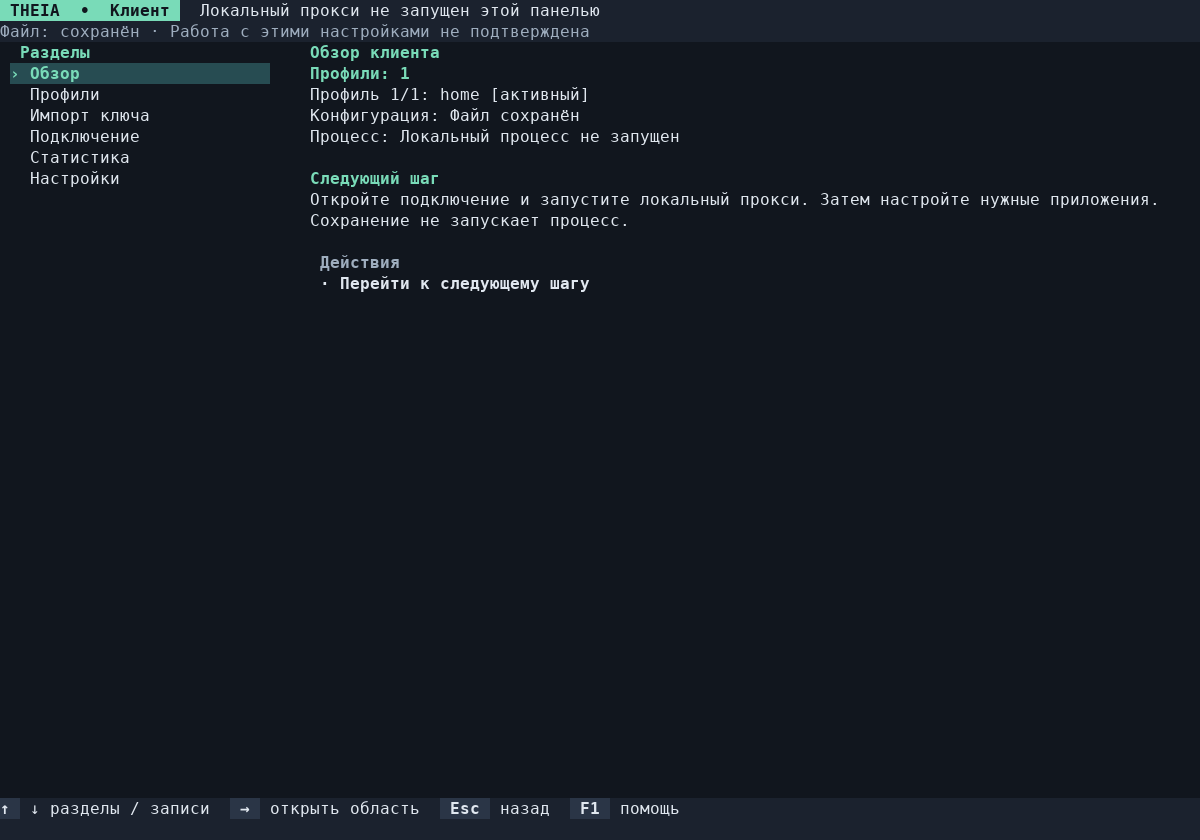 THEIA • Клиент Локальный прокси не запущен этой панелью
Файл: сохранён · Работа с этими настройками не подтверждена
Разделы
› Обзор
Профили
Импорт ключа
Подключение
Статистика
Настройки
Обзор клиента
Профили: 1
Профиль 1/1: home [активный]
Конфигурация: Файл сохранён
Процесс: Локальный процесс не запущен
Следующий шаг
Откройте подключение и запустите локальный прокси. Затем настройте нужные приложения.
Сохранение не запускает процесс.
Действия
· Перейти к следующему шагу
↑ ↓ разделы / записи → открыть область Esc назад F1 помощь